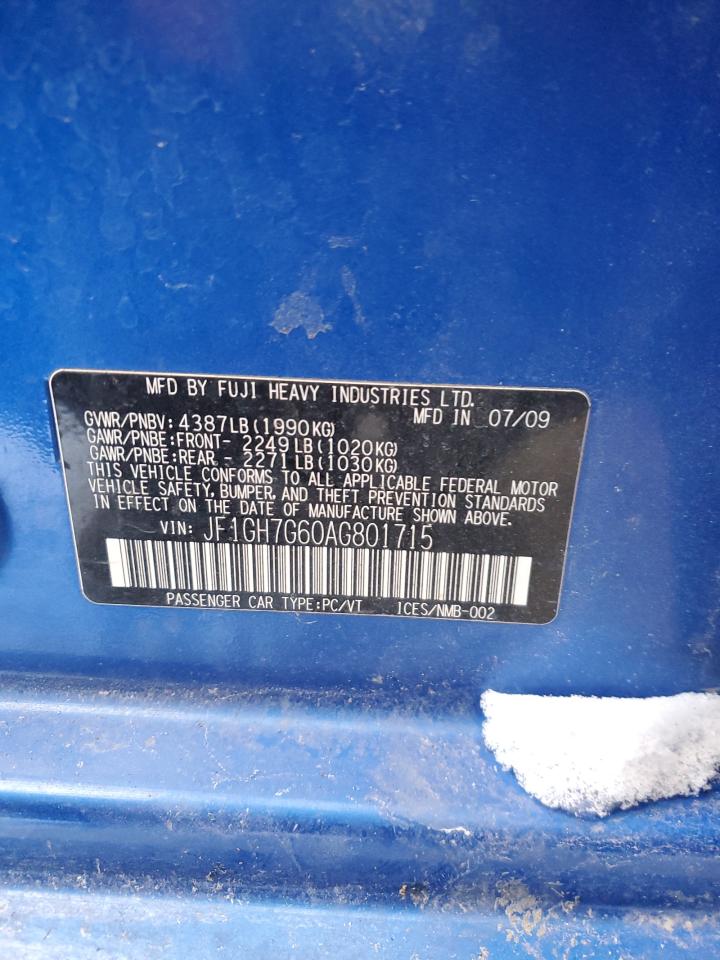 MFD BY FUJI HEAVY INDUSTRIES LTD.
GVWR/PNBV: 4387LB(1990KG) MFD IN 07/09
GAWR/PNBE:FRONT- 2249LB(1020KG)
GAWR/PNBE:REAR - 2271LB(1030KG)
THIS VEHICLE CONFORMS TO ALL APPLICABLE FEDERAL MOTOR
VEHICLE SAFETY, BUMPER, AND THEFT PREVENTION STANDARDS
IN EFFECT ON THE DATE OF MANUFACTURE SHOWN ABOVE.
VIN: JF1GH7G60AG801715
PASSENGER CAR TYPE:PC/VT ICES/NMB-002